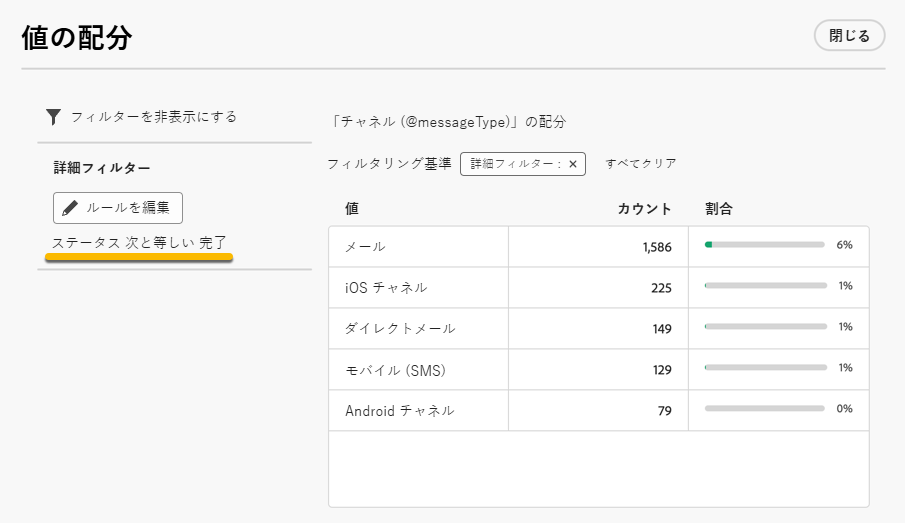 値の配分
閉じる
フィルターを非表示にする
詳細フィルター
ルールを編集
ステータス 次と等しい 完了
「チャネル (@messageType)」の配分
フィルタリング基準 詳細フィルター : × すべてクリア
値 カウント 割合
メール 1,586 6%
iOS チャネル 225 1%
ダイレクトメール 149 1%
モバイル (SMS) 129 1%
Android チャネル 79 0%